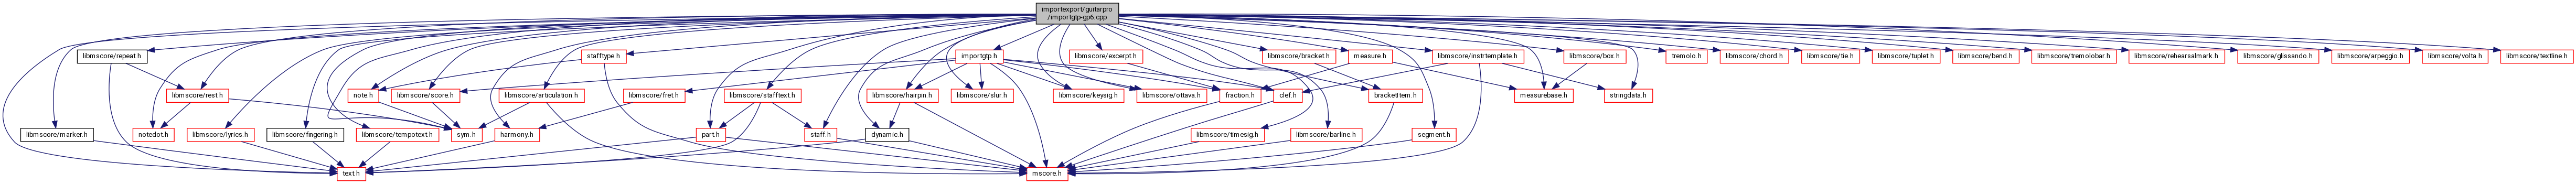 importexport/guitarpro
/importgtp-gp6.cpp
libmscore/repeat.h
stafftype.h
importgtp.h
libmscore/excerpt.h
libmscore/bracket.h
measure.h
libmscore/instrtemplate.h
libmscore/box.h
tremolo.h
libmscore/chord.h
libmscore/tie.h
libmscore/tuplet.h
libmscore/bend.h
libmscore/tremolobar.h
libmscore/rehearsalmark.h
libmscore/glissando.h
libmscore/arpeggio.h
libmscore/volta.h
libmscore/textline.h
libmscore/rest.h
note.h
libmscore/score.h
libmscore/articulation.h
libmscore/fret.h
libmscore/stafftext.h
libmscore/hairpin.h
libmscore/slur.h
libmscore/keysig.h
libmscore/ottava.h
fraction.h
clef.h
bracketItem.h
measurebase.h
stringdata.h
libmscore/marker.h
notedot.h
libmscore/lyrics.h
libmscore/fingering.h
libmscore/tempotext.h
sym.h
harmony.h
part.h
staff.h
dynamic.h
libmscore/timesig.h
libmscore/barline.h
segment.h
text.h
mscore.h